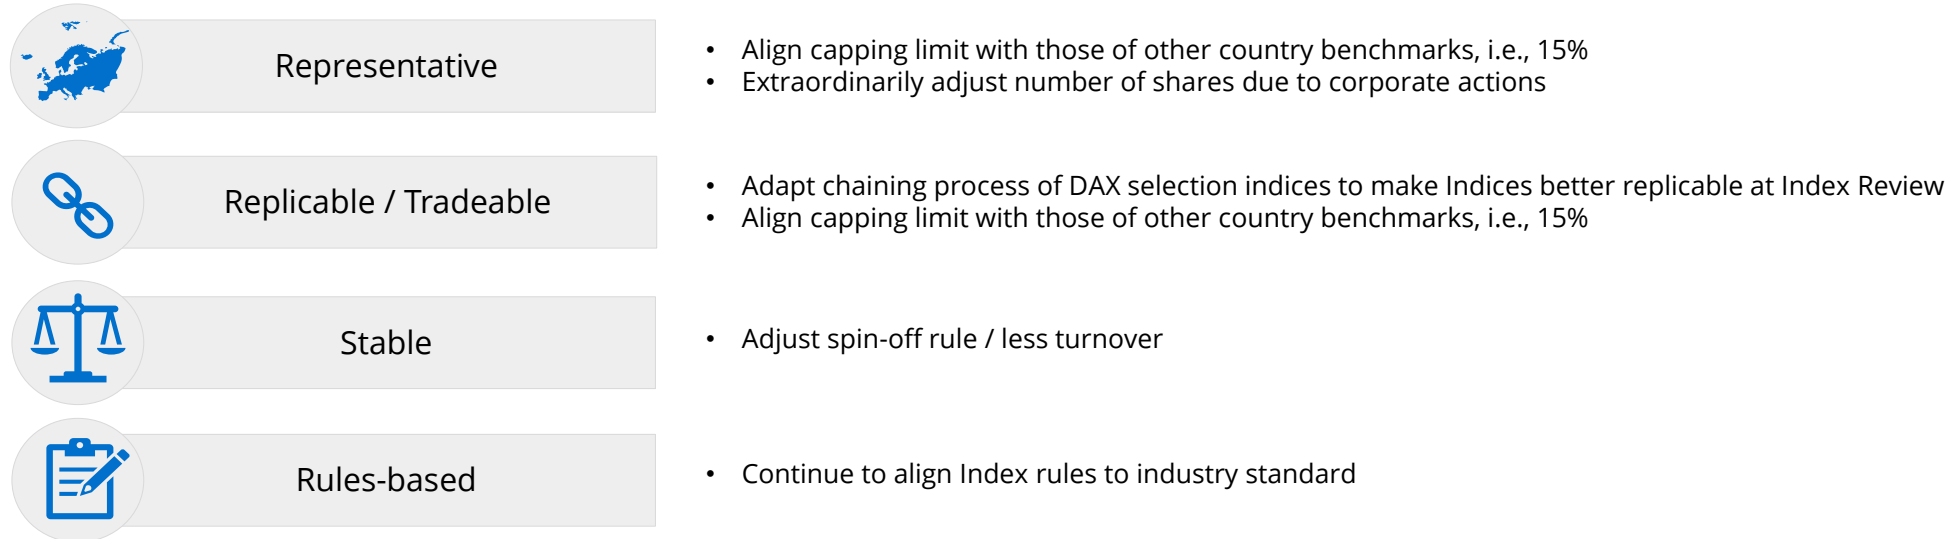 Representative
• Align capping limit with those of other country benchmarks, i.e., 15%
• Extraordinarily adjust number of shares due to corporate actions
Replicable / Tradeable
• Adapt chaining process of DAX selection indices to make Indices better replicable at Index Review
• Align capping limit with those of other country benchmarks, i.e., 15%
Stable
• Adjust spin-off rule / less turnover
Rules-based
• Continue to align Index rules to industry standard